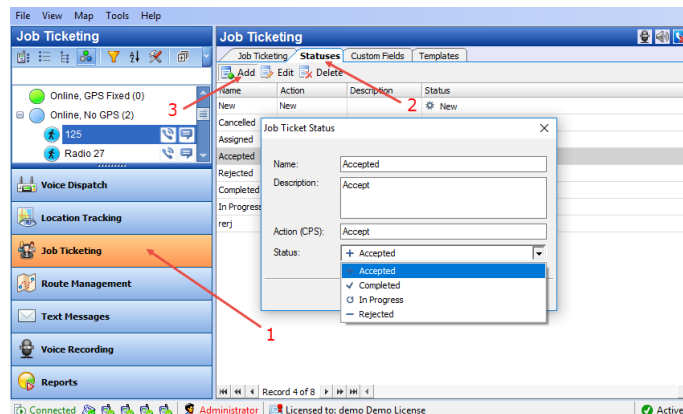 File View Map Tools Help
Job Ticketing
Job Ticketing
Job Ticketing Statuses Custom Fields Templates
Add Edit Delete
Name Action Description Status
New New New
Cancelled
Assigned
Accepted
Rejected
Completed
In Progress
rerj
Online, GPS Fixed (0)
Online, No GPS (2)
125
Radio 27
3
2
Job Ticket Status
Name: Accepted
Description: Accept
Action (CPS): Accept
Status: Accepted
Accepted
Completed
In Progress
Rejected
Voice Dispatch
Location Tracking
Job Ticketing
Route Management
Text Messages
Voice Recording
Reports
1
Record 4 of 8
Connected Administrator Licensed to: demo Demo License Active